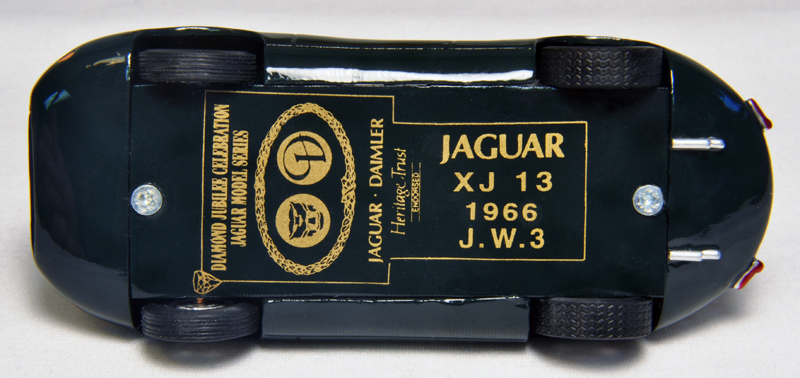 DIAMOND JUBILEE CELEBRATION
JAGUAR MODEL SERIES
JAGUAR · DAIMLER
Heritage Trust
ENDORSED
JAGUAR
XJ 13
1966
J.W.3